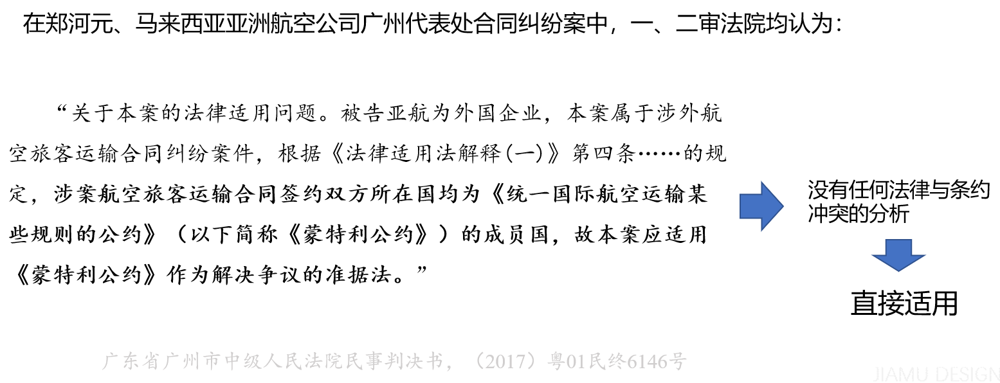 在郑河元、马来西亚亚洲航空公司广州代表处合同纠纷案中，一、二审法院均认为：
“关于本案的法律适用问题。被告亚航为外国企业，本案属于涉外航
空旅客运输合同纠纷案件，根据《法律适用法解释(一)》第四条……的规
定，涉案航空旅客运输合同签约双方所在国均为《统一国际航空运输某
些规则的公约》（以下简称《蒙特利公约》）的成员国，故本案应适用
《蒙特利公约》作为解决争议的准据法。”
没有任何法律与条约
冲突的分析
直接适用
广东省广州市中级人民法院民事判决书，（2017）粤01民终6146号
JIAMU DESIGN